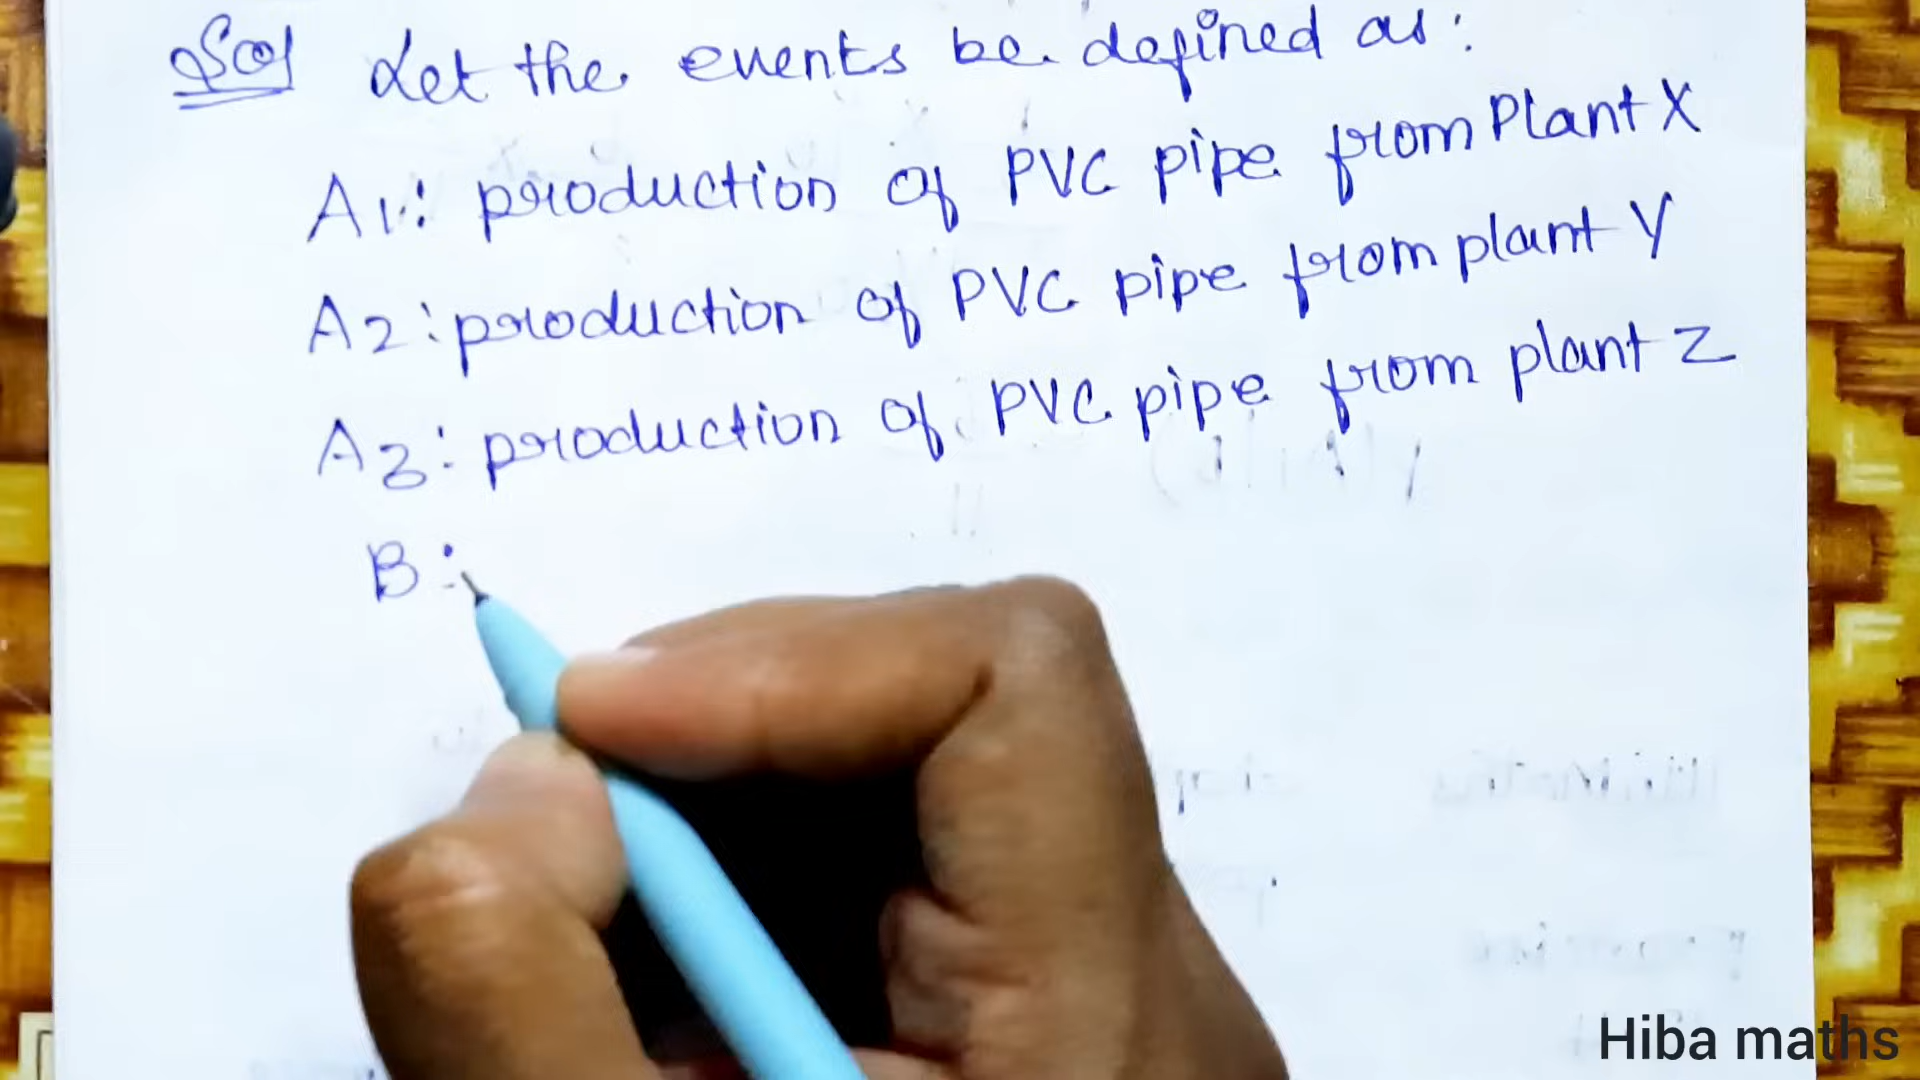 Sol Let the events be defined as:
A1: production of PVC pipe from Plant X
A2: production of PVC pipe from plant Y
A3: production of PVC pipe from plant Z
B:
Hiba maths